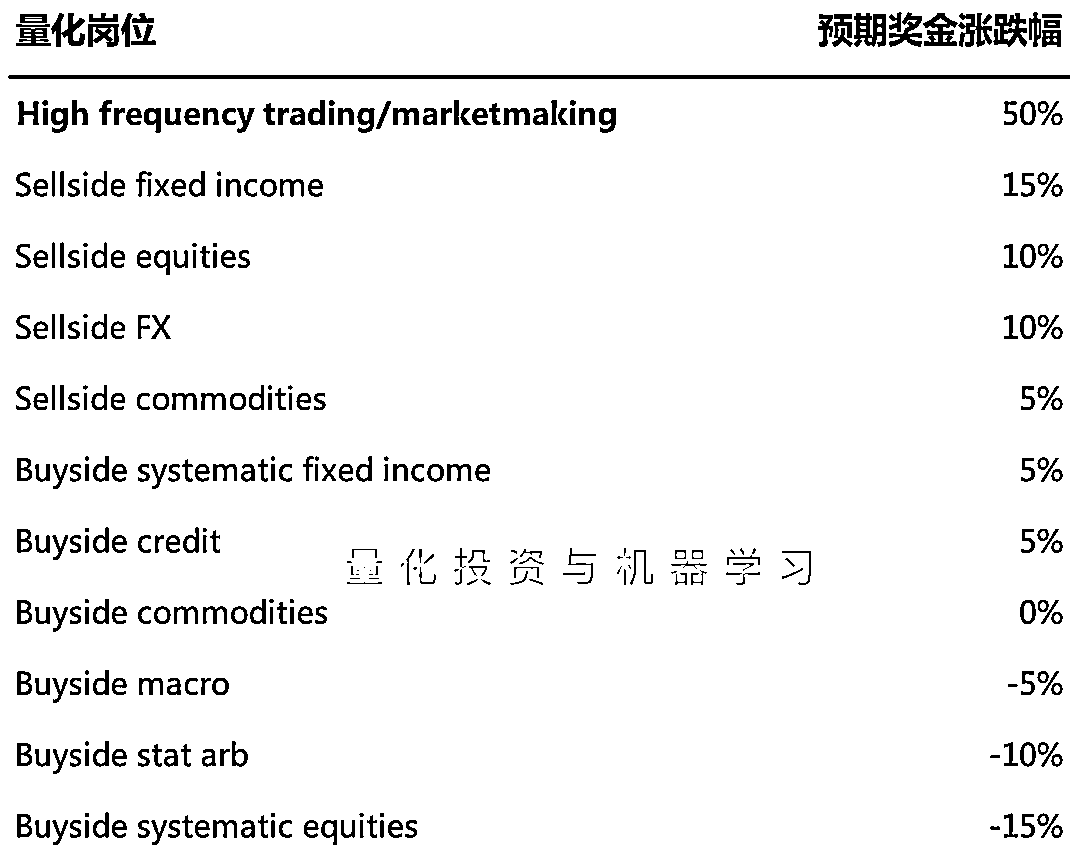 量化岗位 预期奖金涨跌幅
High frequency trading/marketmaking 50%
Sellside fixed income 15%
Sellside equities 10%
Sellside FX 10%
Sellside commodities 5%
Buyside systematic fixed income 5%
Buyside credit 5%
量化投资与机器学习
Buyside commodities 0%
Buyside macro -5%
Buyside stat arb -10%
Buyside systematic equities -15%